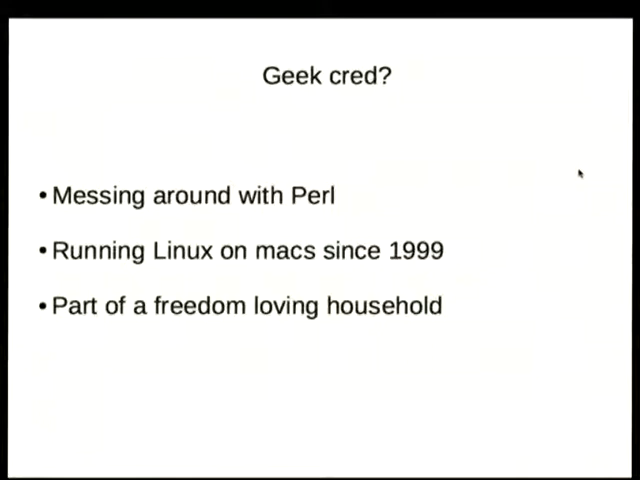 Geek cred?
• Messing around with Perl
• Running Linux on macs since 1999
• Part of a freedom loving household